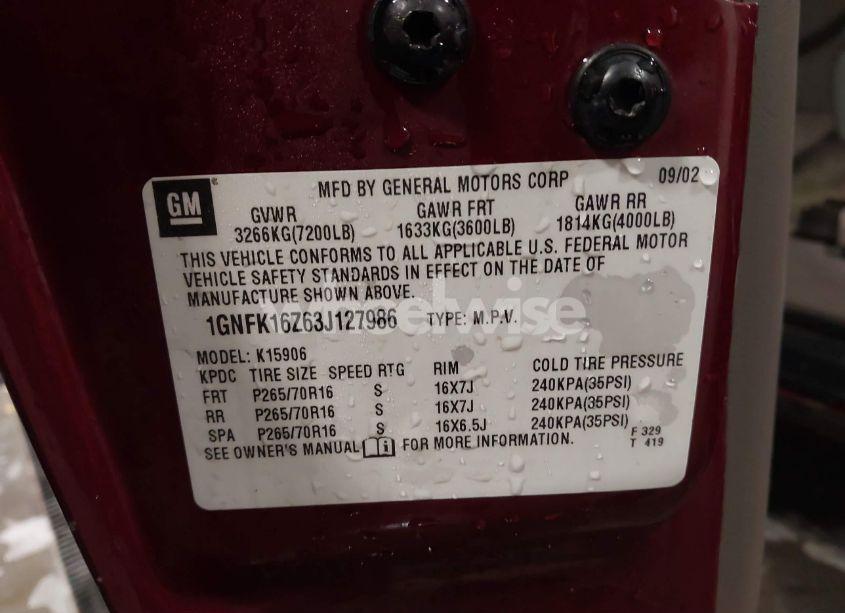 GM
MFD BY GENERAL MOTORS CORP 09/02
GVWR GAWR FRT GAWR RR
3266KG(7200LB) 1633KG(3600LB) 1814KG(4000LB)
THIS VEHICLE CONFORMS TO ALL APPLICABLE U.S. FEDERAL MOTOR
VEHICLE SAFETY STANDARDS IN EFFECT ON THE DATE OF
MANUFACTURE SHOWN ABOVE.
1GNFK16Z63J127986 TYPE: M.P.V.
MODEL: K15906
KPDC TIRE SIZE SPEED RTG RIM COLD TIRE PRESSURE
FRT P265/70R16 S 16X7J 240KPA(35PSI)
RR P265/70R16 S 16X7J 240KPA(35PSI)
SPA P265/70R16 S 16X6.5J 240KPA(35PSI)
SEE OWNER'S MANUAL i FOR MORE INFORMATION.
F 329
T 419